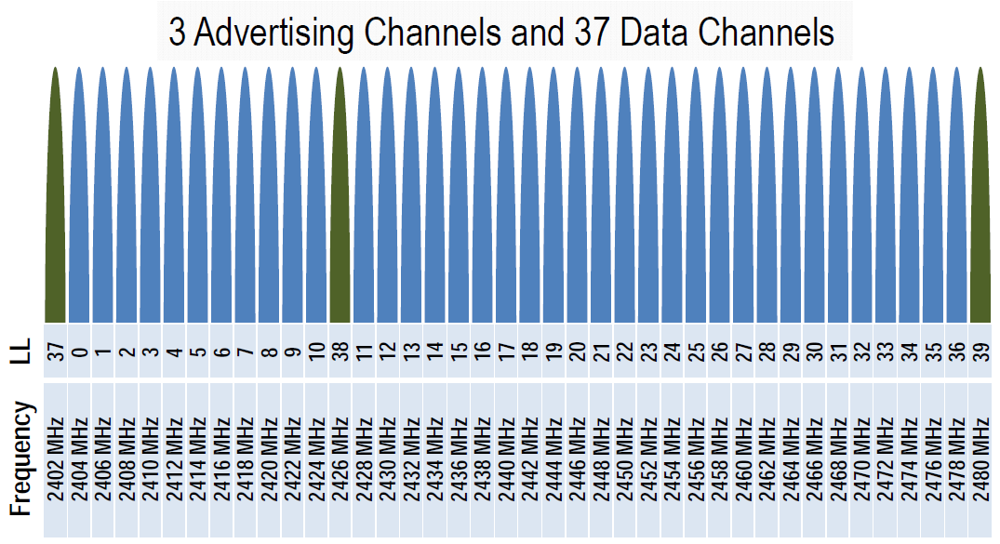 3 Advertising Channels and 37 Data Channels
LL 37 0 1 2 3 4 5 6 7 8 9 10 38 11 12 13 14 15 16 17 18 19 20 21 22 23 24 25 26 27 28 29 30 31 32 33 34 35 36 39
Frequency 2402 MHz 2404 MHz 2406 MHz 2408 MHz 2410 MHz 2412 MHz 2414 MHz 2416 MHz 2418 MHz 2420 MHz 2422 MHz 2424 MHz 2426 MHz 2428 MHz 2430 MHz 2432 MHz 2434 MHz 2436 MHz 2438 MHz 2440 MHz 2442 MHz 2444 MHz 2446 MHz 2448 MHz 2450 MHz 2452 MHz 2454 MHz 2456 MHz 2458 MHz 2460 MHz 2462 MHz 2464 MHz 2466 MHz 2468 MHz 2470 MHz 2472 MHz 2474 MHz 2476 MHz 2478 MHz 2480 MHz